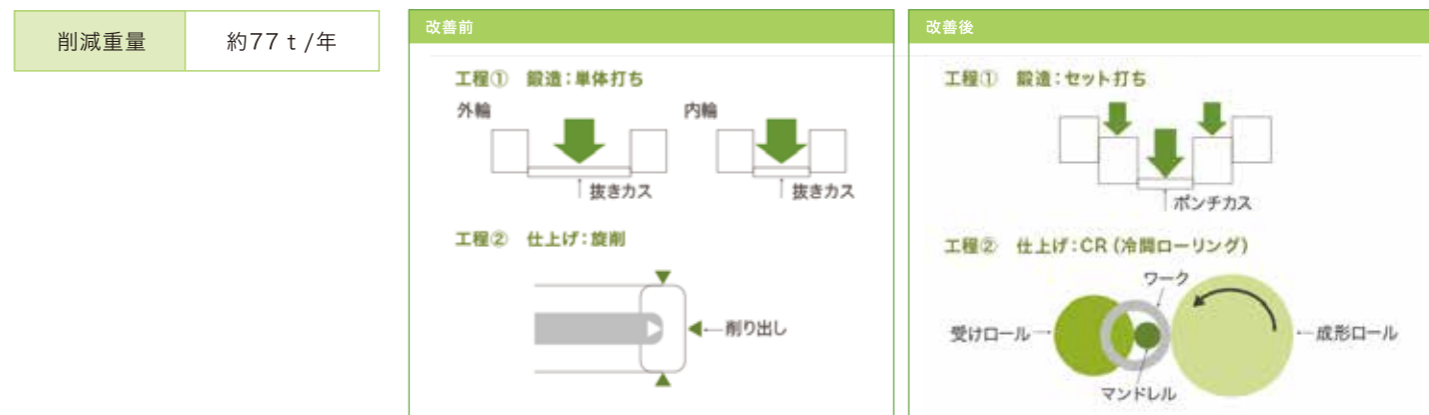 削減重量 約77ｔ/年
改善前
工程① 鍛造：単体打ち
外輪 内輪
抜きカス 抜きカス
工程② 仕上げ：旋削
削り出し
改善後
工程① 鍛造：セット打ち
ポンチカス
工程② 仕上げ：CR（冷間ローリング）
ワーク
受けロール 成形ロール
マンドレル